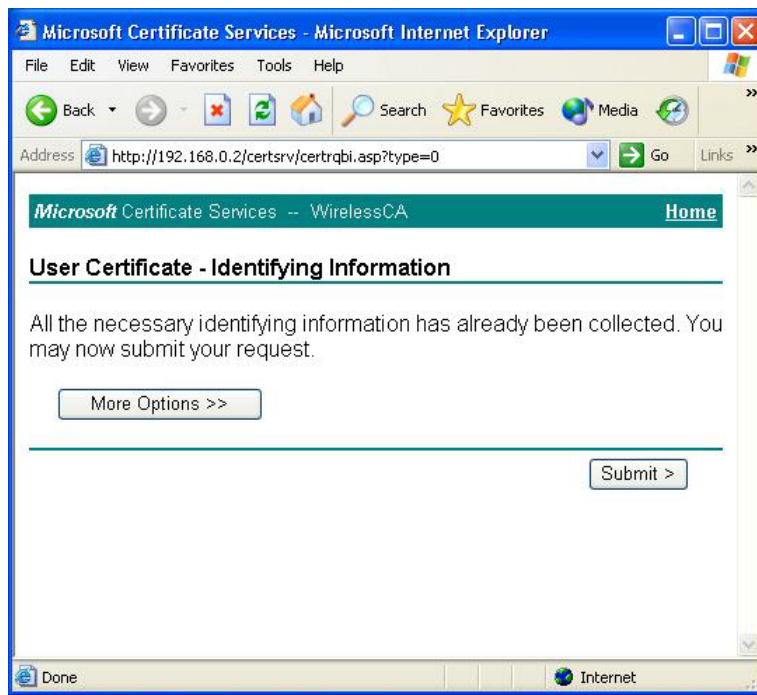 Microsoft Certificate Services - Microsoft Internet Explorer
File Edit View Favorites Tools Help
Back Search Favorites Media »
Address http://192.168.0.2/certsrv/certrqbi.asp?type=0 Go Links »
Microsoft Certificate Services -- WirelessCA Home
User Certificate - Identifying Information
All the necessary identifying information has already been collected. You
may now submit your request.
More Options >>
Submit >
Done Internet